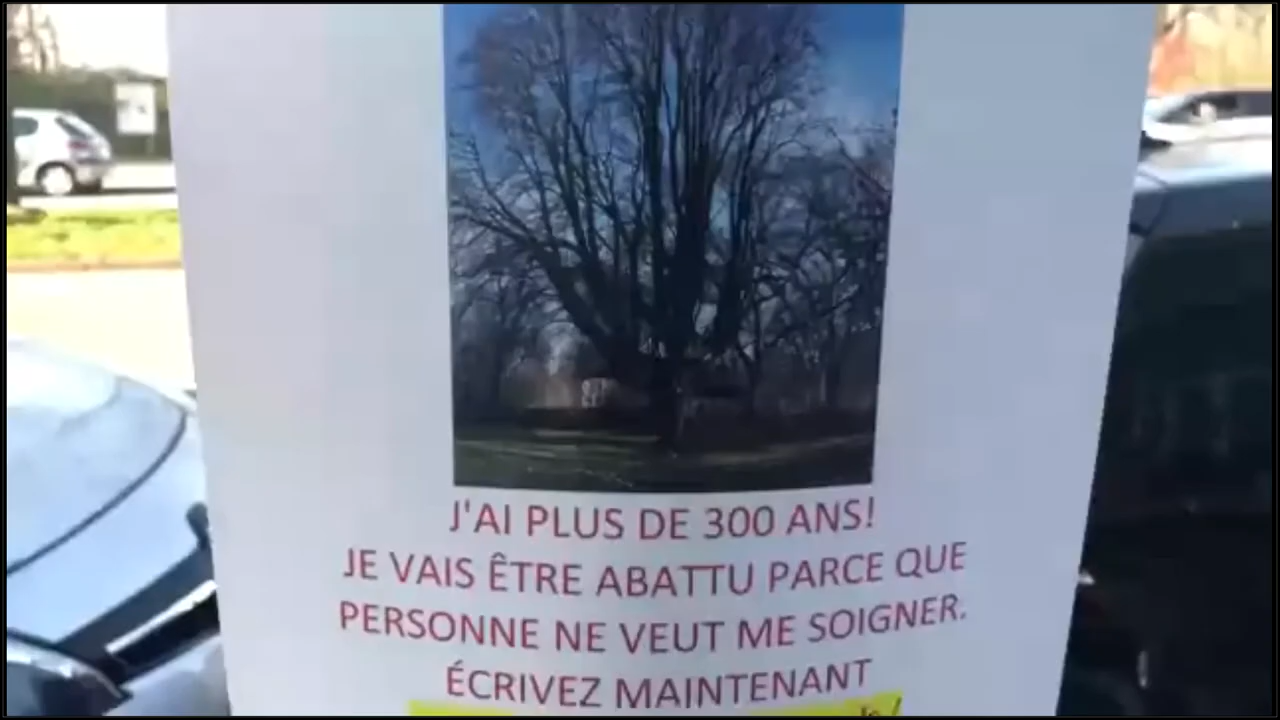 J'AI PLUS DE 300 ANS!
JE VAIS ÊTRE ABATTU PARCE QUE
PERSONNE NE VEUT ME SOIGNER.
ÉCRIVEZ MAINTENANT